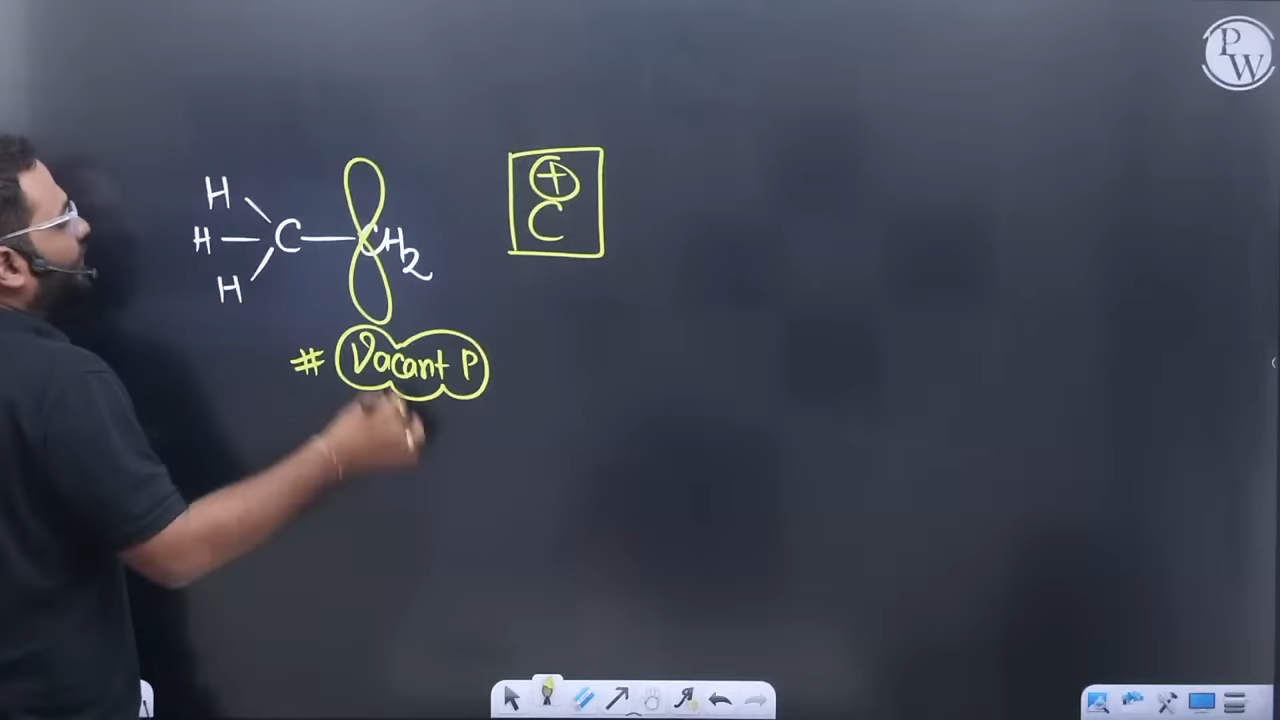 H
H — C — CH2
H
⊕
C
# Vacant P
PW